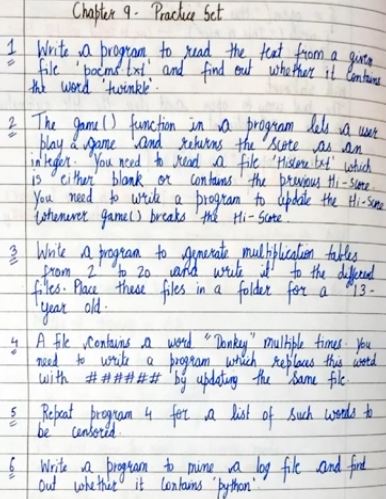 Chapter 9 - Practice Set
1 Write a program to read the text from a given
file 'poems.txt' and find out whether it contains
the word 'twinkle'.
2 The game() function in a program lets a user
play a game and returns the score as an
integer. You need to read a file 'Hiscore.txt' which
is either blank or contains the previous Hi-Score.
You need to write a program to update the Hi-Score
whenever game() breaks the Hi-Score.
3 Write a program to generate multiplication tables
from 2 to 20 and write it to the different
files. Place these files in a folder for a 13-
year old.
4 A file contains a word "Donkey" multiple times. You
need to write a program which replaces this word
with ###### by updating the same file.
5 Repeat program 4 for a list of such words to
be censored.
6 Write a program to mine a log file and find
out whether it contains 'python'.